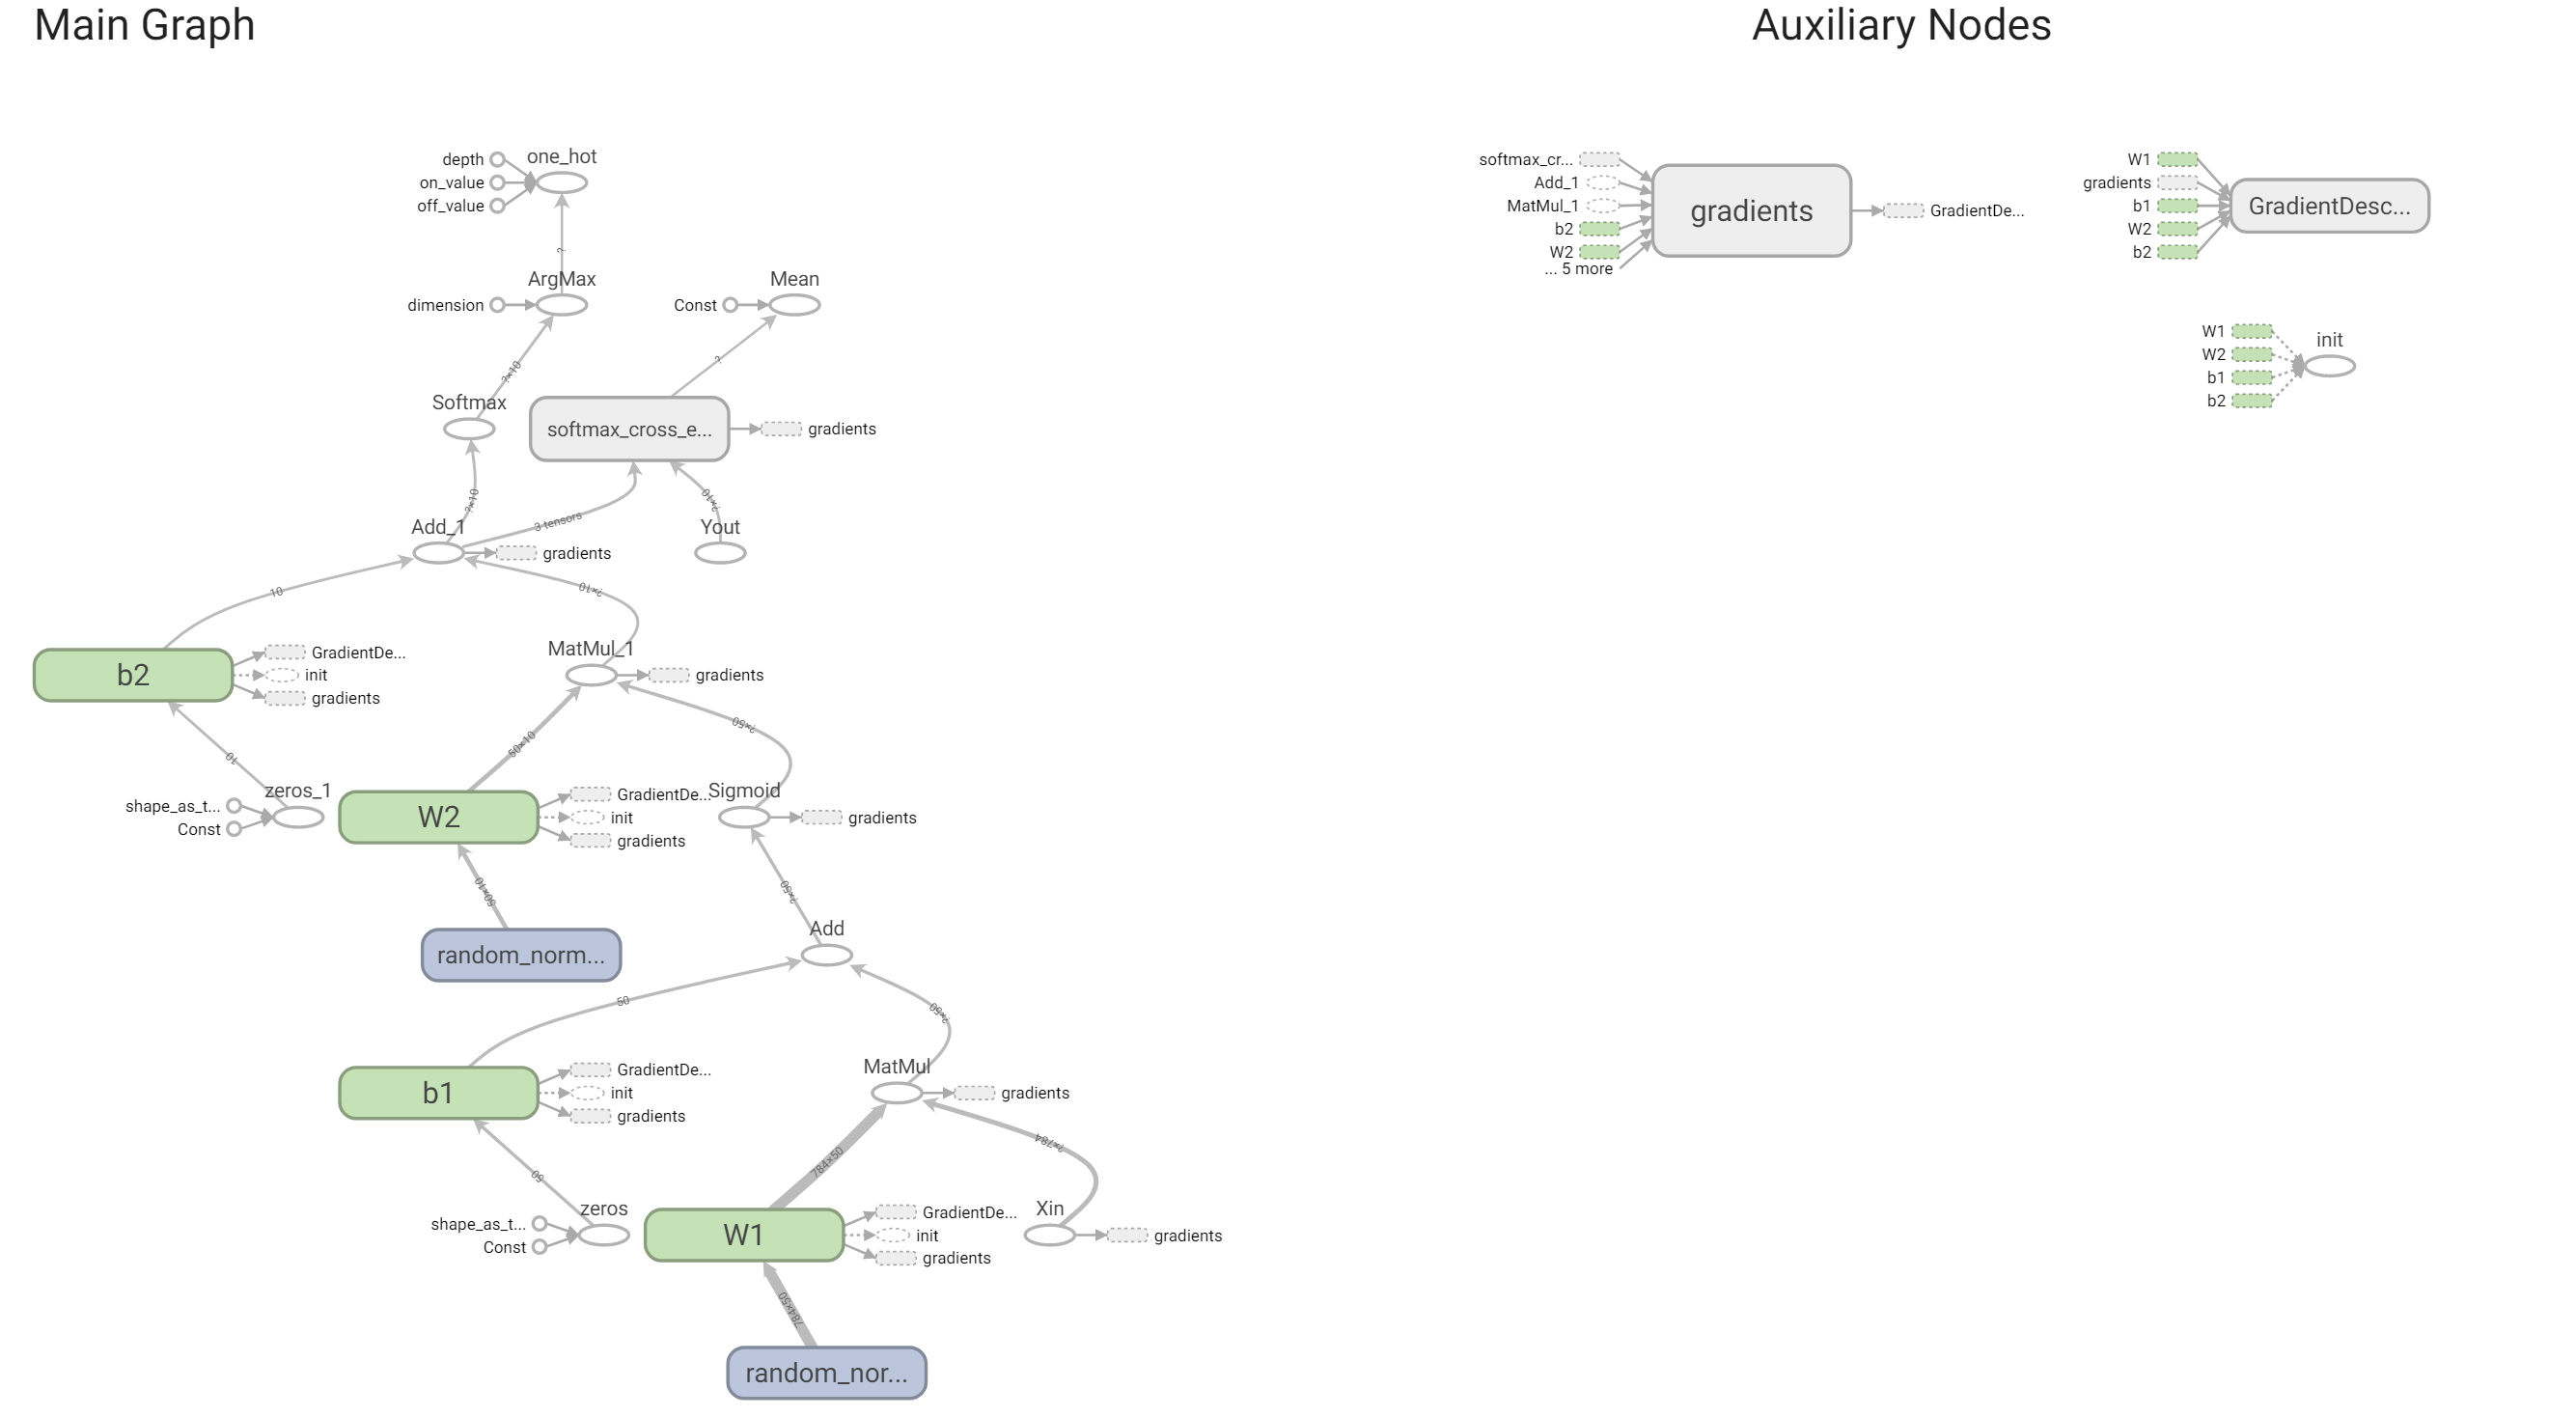 Main Graph
Auxiliary Nodes
depth
one_hot
on_value
off_value
?
ArgMax
dimension
Mean
Const
?×10
?
Softmax
softmax_cross_e...
gradients
?×10
3 tensors
?×10
Add_1
gradients
Yout
10
?×10
b2
GradientDe...
init
gradients
MatMul_1
gradients
10
50×10
?×50
zeros_1
shape_as_t...
Const
W2
GradientDe...
init
gradients
Sigmoid
gradients
50×10
?×50
random_norm...
Add
50
?×50
b1
GradientDe...
init
gradients
MatMul
gradients
50
784×50
?×784
zeros
shape_as_t...
Const
W1
GradientDe...
init
gradients
Xin
gradients
784×50
random_nor...
softmax_cr...
Add_1
MatMul_1
b2
W2
... 5 more
gradients
GradientDe...
W1
gradients
b1
W2
b2
GradientDesc...
W1
W2
b1
b2
init